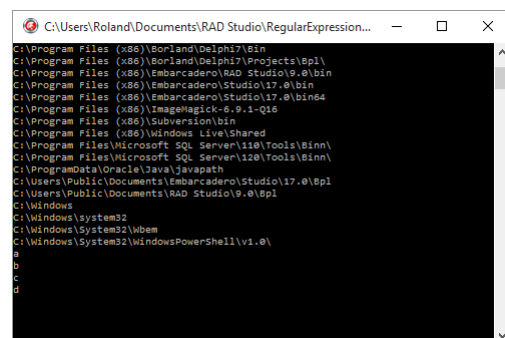 C:\Users\Roland\Documents\RAD Studio\RegularExpression...
C:\Program Files (x86)\Borland\Delphi7\Bin
C:\Program Files (x86)\Borland\Delphi7\Projects\Bpl\
C:\Program Files (x86)\Embarcadero\RAD Studio\9.0\bin
C:\Program Files (x86)\Embarcadero\Studio\17.0\bin
C:\Program Files (x86)\Embarcadero\Studio\17.0\bin64
C:\Program Files (x86)\ImageMagick-6.9.1-Q16
C:\Program Files (x86)\Subversion\bin
C:\Program Files (x86)\Windows Live\Shared
C:\Program Files\Microsoft SQL Server\110\Tools\Binn\
C:\Program Files\Microsoft SQL Server\120\Tools\Binn\
C:\ProgramData\Oracle\Java\javapath
C:\Users\Public\Documents\Embarcadero\Studio\17.0\Bpl
C:\Users\Public\Documents\RAD Studio\9.0\Bpl
C:\Windows
C:\Windows\system32
C:\Windows\System32\Wbem
C:\Windows\System32\WindowsPowerShell\v1.0\
a
b
c
d